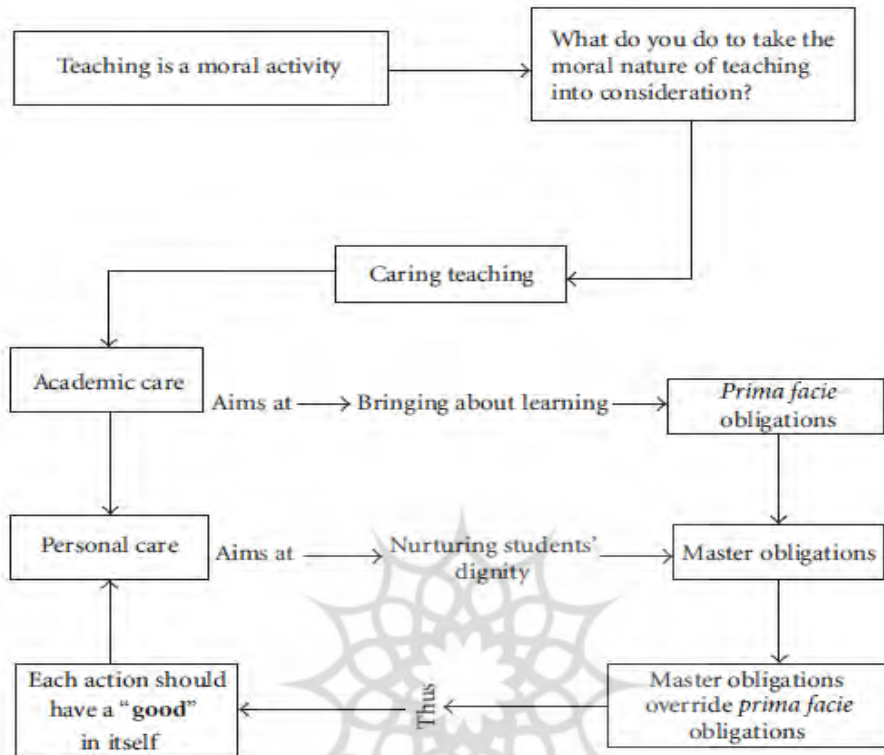 Teaching is a moral activity
What do you do to take the
moral nature of teaching
into consideration?
Caring teaching
Academic care
Aims at
Bringing about learning
Prima facie
obligations
Personal care
Aims at
Nurturing students’
dignity
Master obligations
Each action should
have a “good”
in itself
Thus
Master obligations
override prima facie
obligations